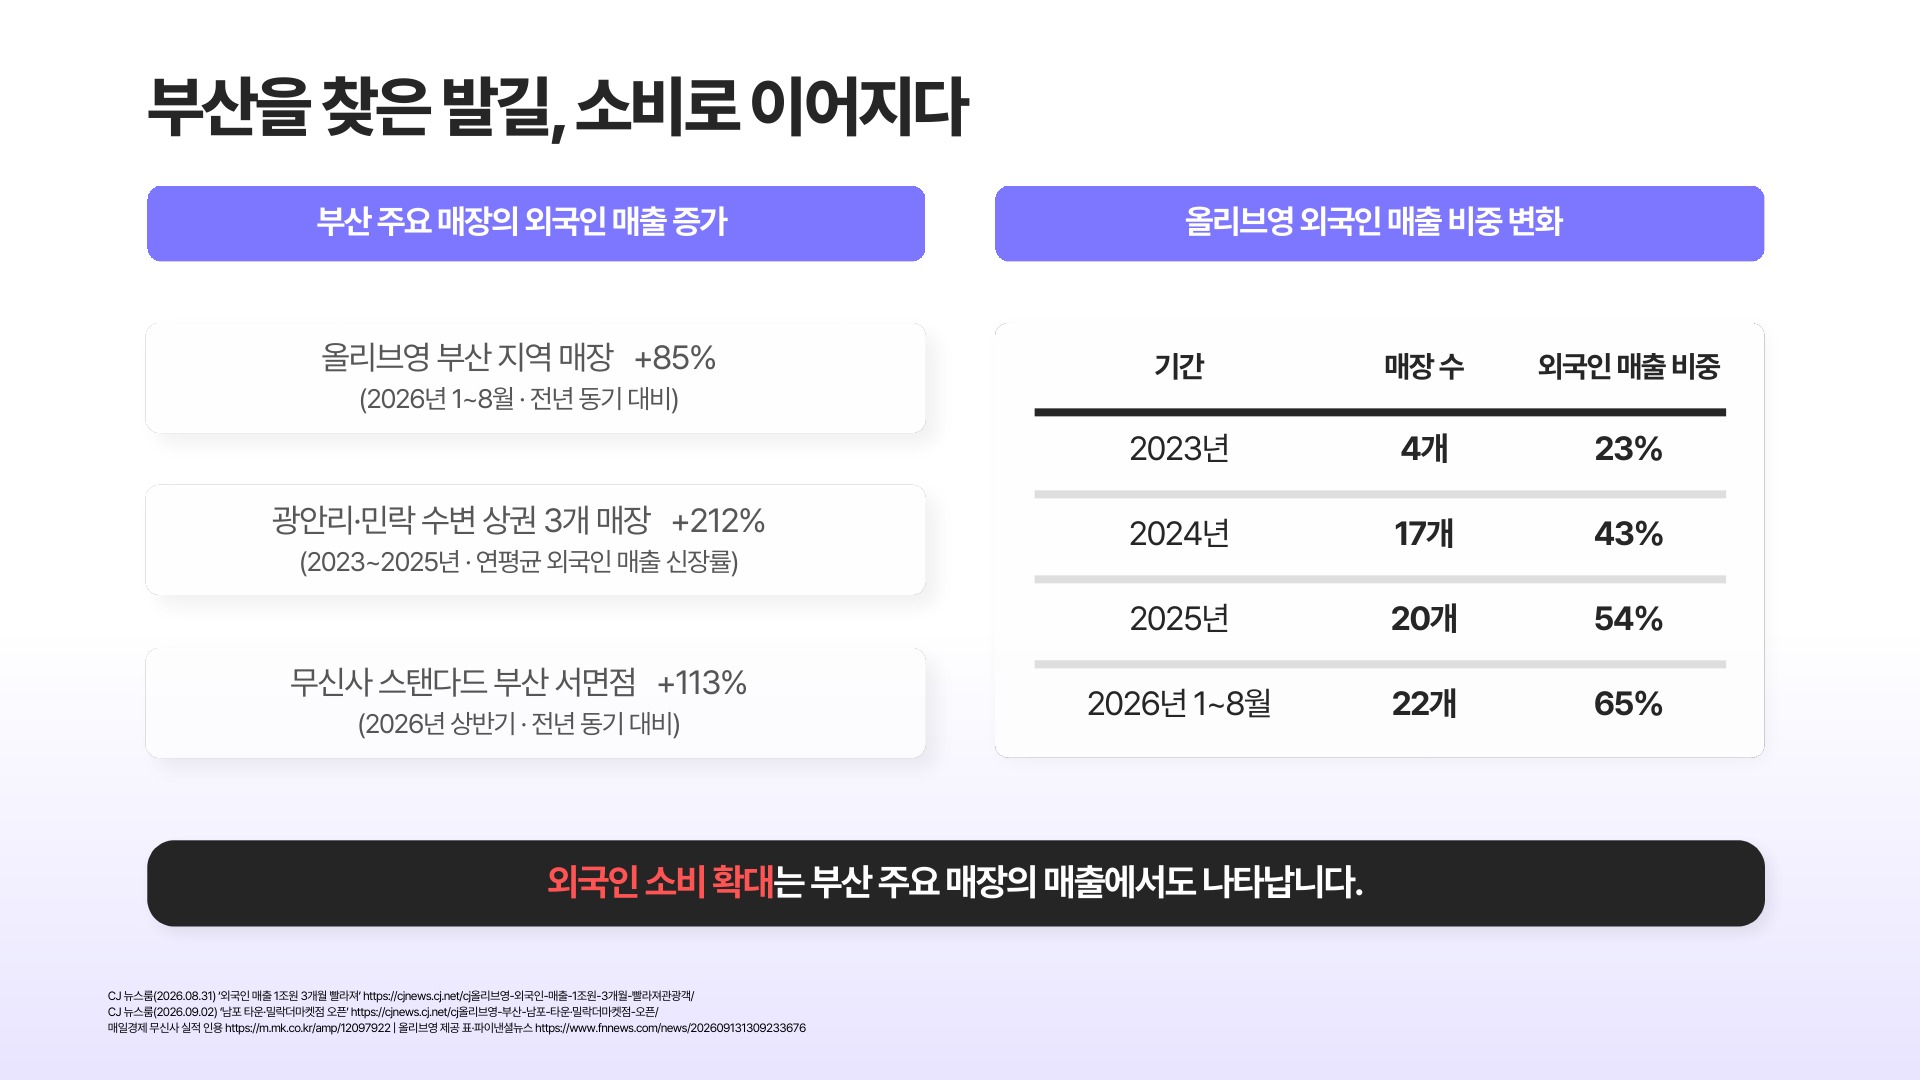 부산을 찾은 발길, 소비로 이어지다
부산 주요 매장의 외국인 매출 증가
올리브영 부산 지역 매장 +85%
(2026년 1~8월 · 전년 동기 대비)
광안리·민락 수변 상권 3개 매장 +212%
(2023~2025년 · 연평균 외국인 매출 신장률)
무신사 스탠다드 부산 서면점 +113%
(2026년 상반기 · 전년 동기 대비)
올리브영 외국인 매출 비중 변화
기간 매장 수 외국인 매출 비중
2023년 4개 23%
2024년 17개 43%
2025년 20개 54%
2026년 1~8월 22개 65%
외국인 소비 확대는 부산 주요 매장의 매출에서도 나타납니다.
CJ 뉴스룸(2026.08.31) ‘외국인 매출 1조원 3개월 빨라져’ https://cjnews.cj.net/cj올리브영-외국인-매출-1조원-3개월-빨라져관광객/
CJ 뉴스룸(2026.09.02) ‘남포 타운·밀락더마켓점 오픈’ https://cjnews.cj.net/cj올리브영-부산-남포-타운·밀락더마켓점-오픈/
매일경제 무신사 실적 인용 https://m.mk.co.kr/amp/12097922 | 올리브영 제공 표·파이낸셜뉴스 https://www.fnnews.com/news/202609131309233676